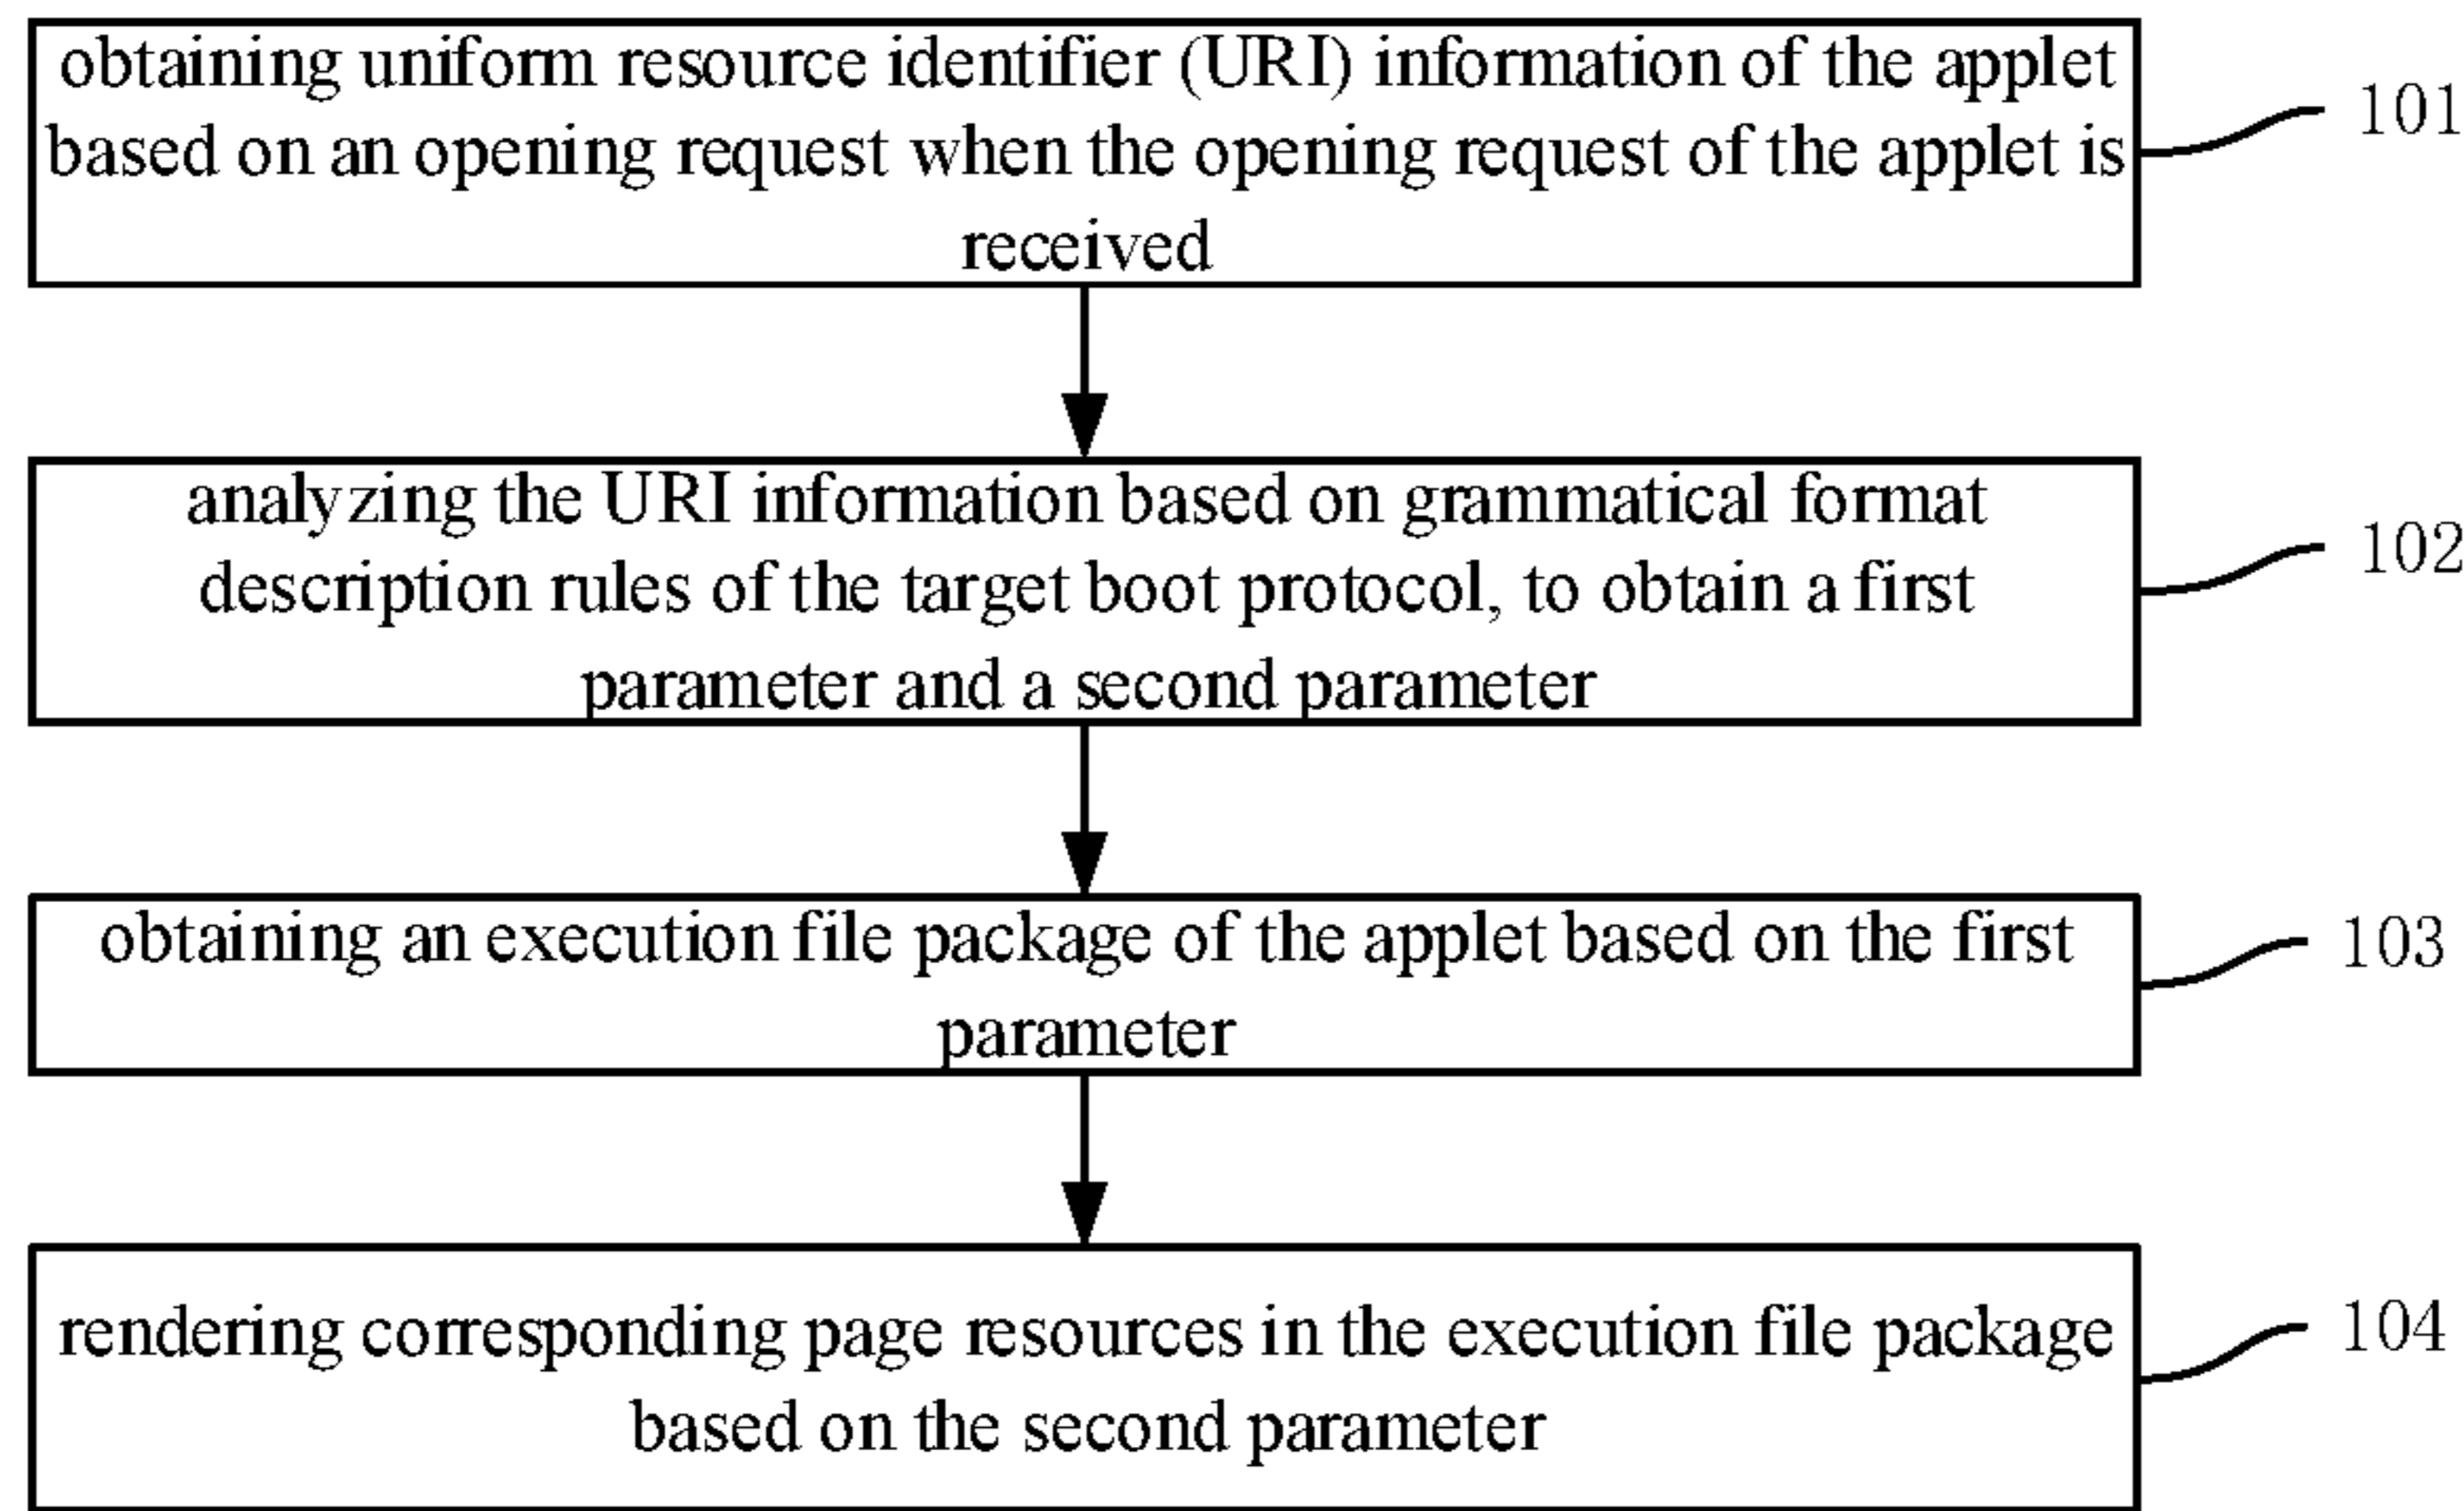 obtaining uniform resource identifier (URI) information of the applet
based on an opening request when the opening request of the applet is
received
101
analyzing the URI information based on grammatical format
description rules of the target boot protocol, to obtain a first
parameter and a second parameter
102
obtaining an execution file package of the applet based on the first
parameter
103
rendering corresponding page resources in the execution file package
based on the second parameter
104